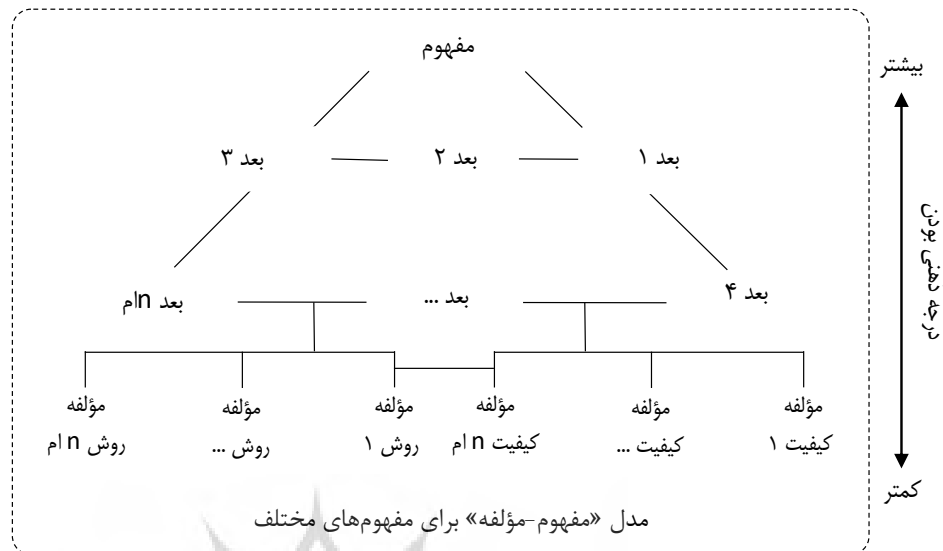 مفهوم
بیشتر
بعد ۱
بعد ۲
بعد ۳
درجه دهنی بودن
بعد ۴
بعد ...
بعد nام
مؤلفه
کیفیت ۱
مؤلفه
کیفیت ...
مؤلفه
کیفیت n ام
مؤلفه
روش ۱
مؤلفه
روش ...
مؤلفه
روش n ام
کمتر
مدل «مفهوم-مؤلفه» برای مفهوم‌های مختلف